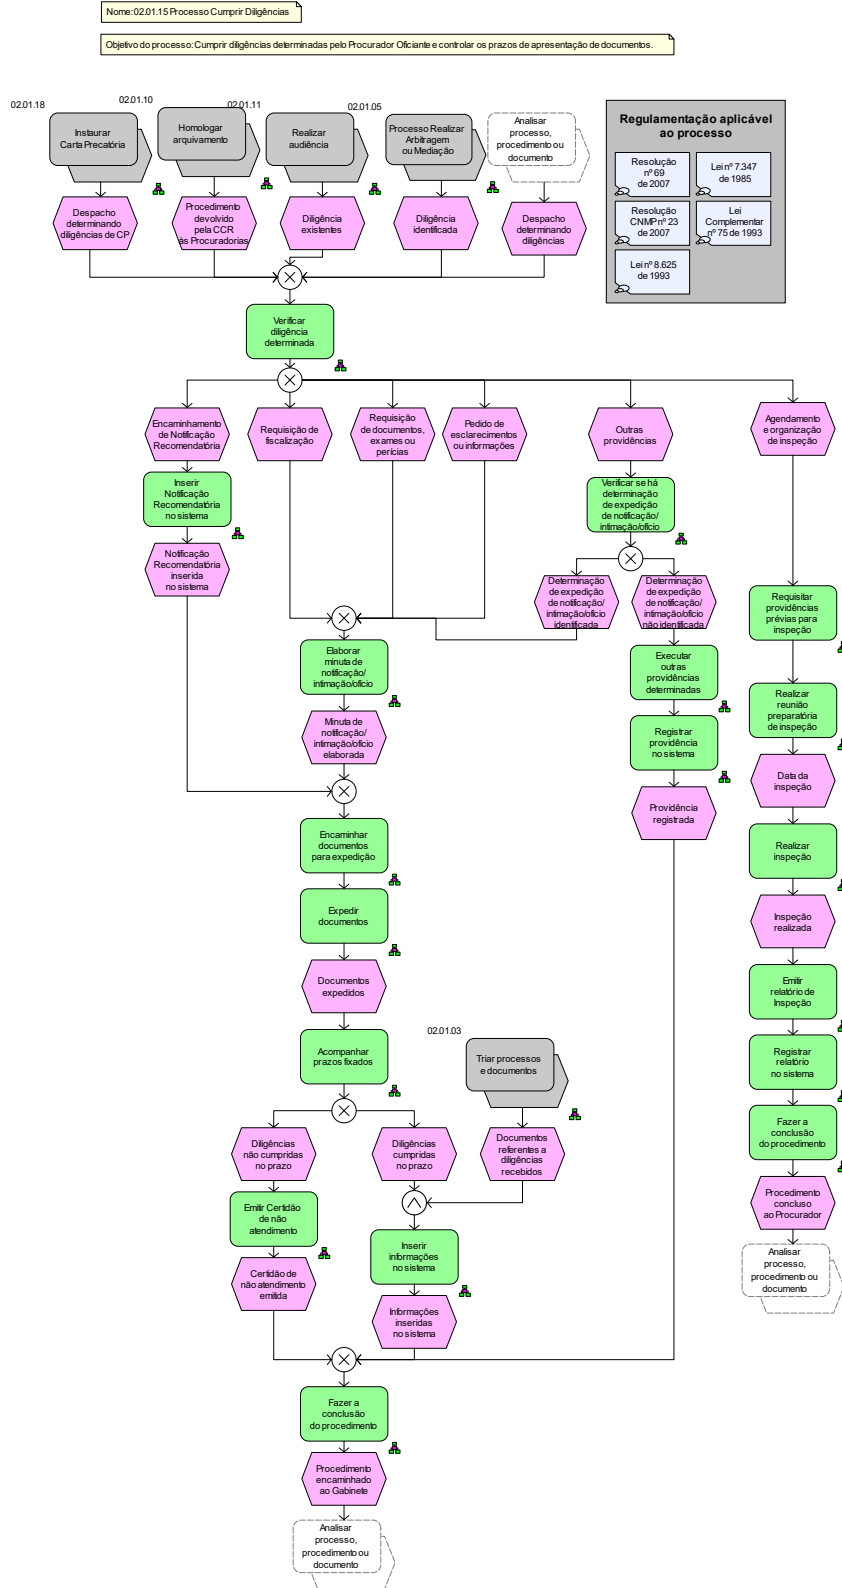 Nome:02.01.15 Processo Cumprir Diligências
Objetivo do processo: Cumprir diligências determinadas pelo Procurador Oficiante e controlar os prazos de apresentação de documentos.
02.01.18
Instaurar
Carta Precatória
02.01.10
Homologar
arquivamento
02.01.11
Realizar
audiência
02.01.05
Processo Realizar
Arbitragem
ou Mediação
Analisar
processo,
procedimento ou
documento
Regulamentação aplicável
ao processo
Resolução
nº 69
de 2007
Lei nº 7.347
de 1985
Resolução
CNMP nº 23
de 2007
Lei
Complementar
nº 75 de 1993
Lei nº 8.625
de 1993
Despacho
determinando
diligências de CP
Procedimento
devolvido
pela CCR
às Procuradorias
Diligência
existentes
Diligência
identificada
Despacho
determinando
diligências
Verificar
diligência
determinada
Encaminhamento
de Notificação
Recomendatória
Requisição de
fiscalização
Requisição
de documentos,
exames ou
perícias
Pedido de
esclarecimentos
ou informações
Outras
providências
Agendamento
e organização
de inspeção
Inserir
Notificação
Recomendatória
no sistema
Verificar se há
determinação
de expedição
de notificação/
intimação/ofício
Notificação
Recomendatória
inserida
no sistema
Determinação
de expedição
de notificação/
intimação/ofício
identificada
Determinação
de expedição
de notificação/
intimação/ofício
não identificada
Requisitar
providências
prévias para
inspeção
Elaborar
minuta de
notificação/
intimação/ofício
Executar
outras
providências
determinadas
Realizar
reunião
preparatória
de inspeção
Minuta de
notificação/
intimação/ofício
elaborada
Registrar
providência
no sistema
Data da
inspeção
Providência
registrada
Encaminhar
documentos
para expedição
Realizar
inspeção
Expedir
documentos
Inspeção
realizada
Documentos
expedidos
Emitir
relatório de
Inspeção
02.01.03
Triar processos
e documentos
Acompanhar
prazos fixados
Registrar
relatório
no sistema
Diligências
não cumpridas
no prazo
Diligências
cumpridas
no prazo
Documentos
referentes a
diligências
recebidos
Fazer a
conclusão
do procedimento
Emitir Certidão
de não
atendimento
Procedimento
concluso
ao Procurador
Inserir
informações
no sistema
Analisar
processo,
procedimento ou
documento
Certidão de
não atendimento
emitida
Informações
inseridas
no sistema
Fazer a
conclusão
do procedimento
Procedimento
encaminhado
ao Gabinete
Analisar
processo,
procedimento ou
documento